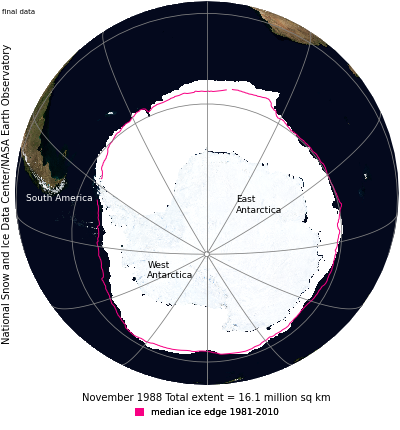 final data
National Snow and Ice Data Center/NASA Earth Observatory
South America
East
Antarctica
West
Antarctica
November 1988 Total extent = 16.1 million sq km
median ice edge 1981-2010